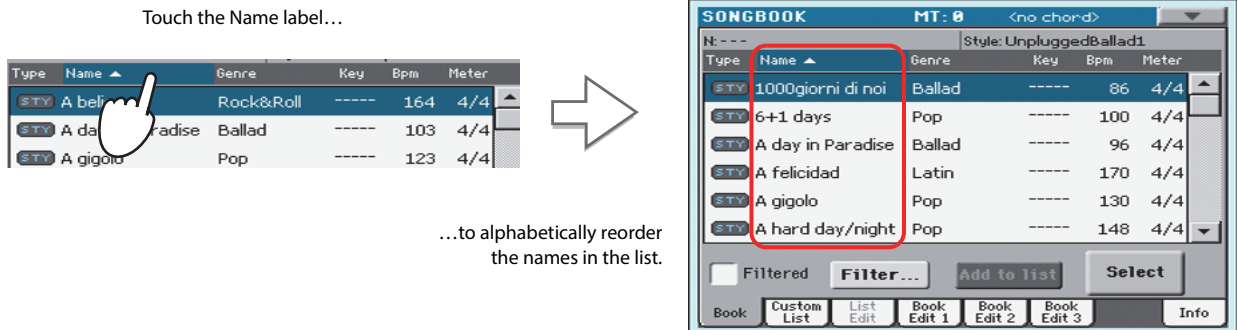 Touch the Name label…
Type Name Genre Key Bpm Meter
STY A beli Rock&Roll ----- 164 4/4
STY A da radise Ballad ----- 103 4/4
STY A gigolo Pop ----- 123 4/4
…to alphabetically reorder
the names in the list.
SONGBOOK MT: 0 <no chord>
N: --- Style: UnpluggedBallad1
Type Name Genre Key Bpm Meter
STY 1000giorni di noi Ballad ----- 86 4/4
STY 6+1 days Pop ----- 100 4/4
STY A day in Paradise Ballad ----- 96 4/4
STY A felicidad Latin ----- 170 4/4
STY A gigolo Pop ----- 130 4/4
STY A hard day/night Pop ----- 148 4/4
Filtered Filter... Add to list Select
Book Custom List List Edit Book Edit 1 Book Edit 2 Book Edit 3 Info